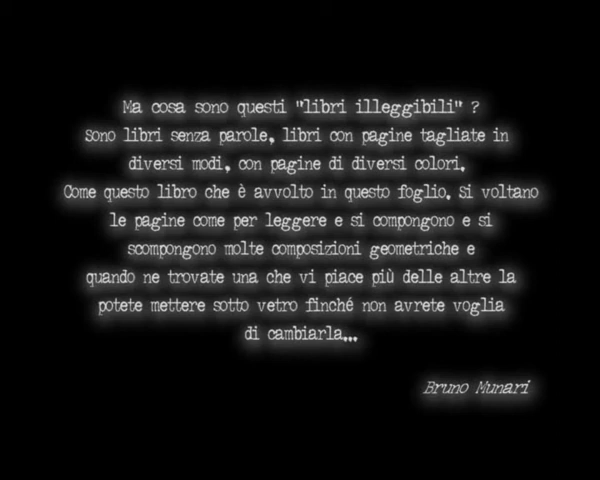 Ma cosa sono questi "libri illeggibili" ?
Sono libri senza parole, libri con pagine tagliate in
diversi modi, con pagine di diversi colori.
Come questo libro che è avvolto in questo foglio. Si voltano
le pagine come per leggere e si compongono e si
scompongono molte composizioni geometriche e
quando ne trovate una che vi piace più delle altre la
potete mettere sotto vetro finché non avrete voglia
di cambiarla...
Bruno Munari